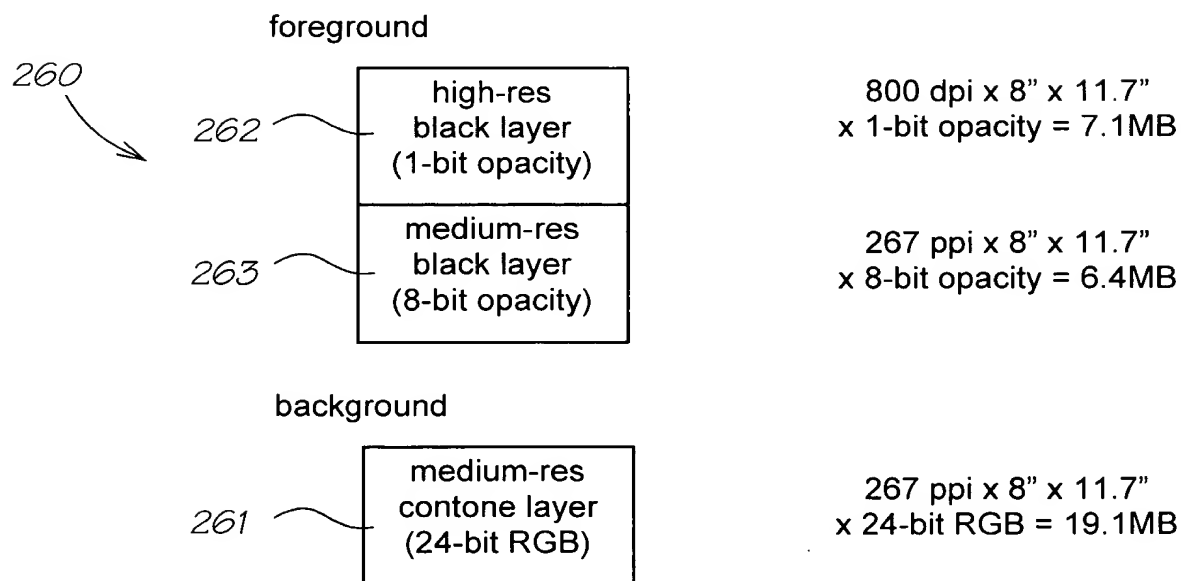 foreground
260
262
high-res
black layer
(1-bit opacity)
800 dpi x 8” x 11.7”
x 1-bit opacity = 7.1MB
263
medium-res
black layer
(8-bit opacity)
267 ppi x 8” x 11.7”
x 8-bit opacity = 6.4MB
background
261
medium-res
contone layer
(24-bit RGB)
267 ppi x 8” x 11.7”
x 24-bit RGB = 19.1MB